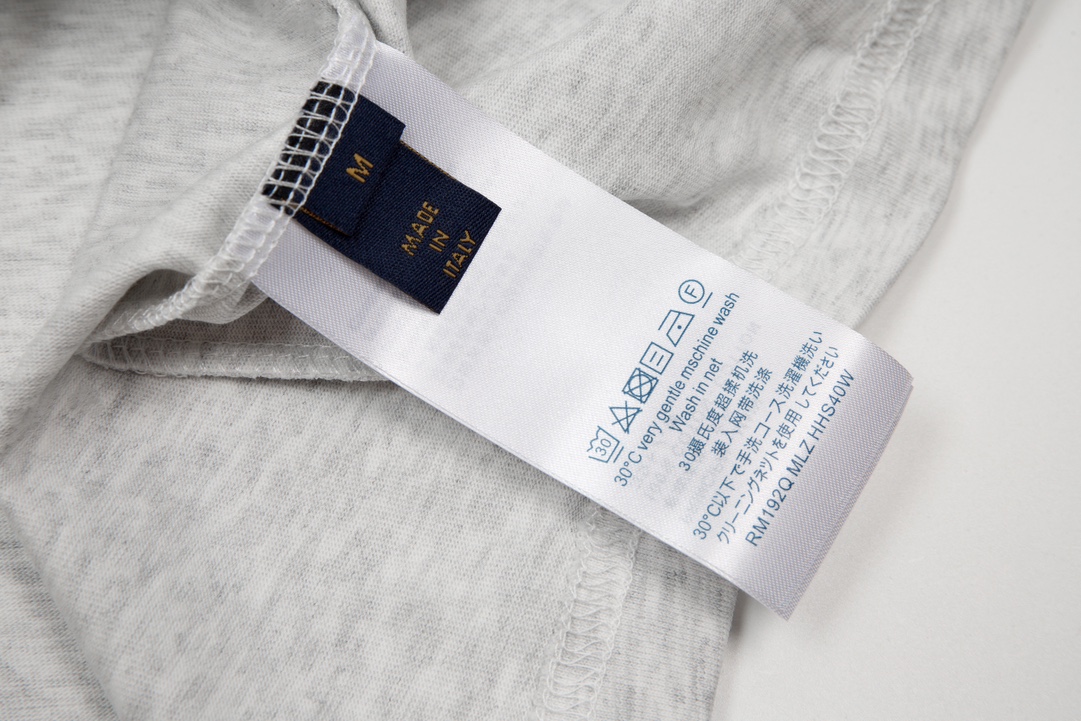 M
MADE
IN
ITALY
30
F
30°C very gentle mschine wash
Wash in net
30摄氏度超揉机洗
装入网带洗涤
30°C以下で手洗コース洗濯機洗い
クリーニングネットを使用してください
RM192Q MLZ HHS40W